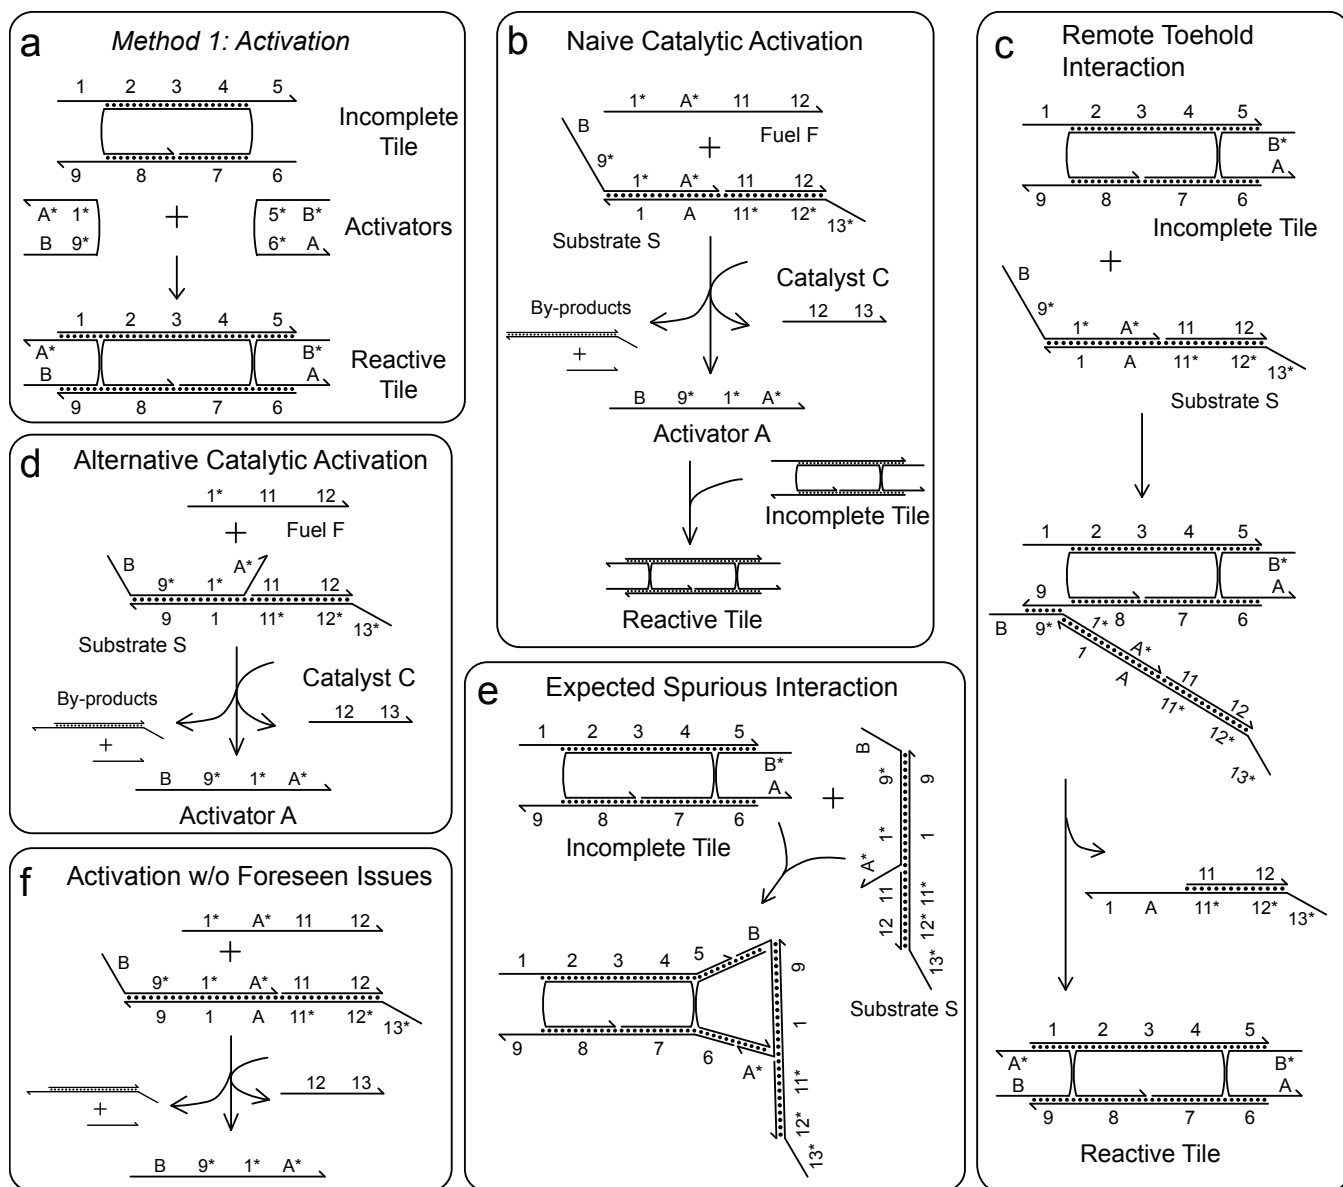 a Method 1: Activation
1 2 3 4 5
Incomplete
Tile
9 8 7 6
A* 1* 5* B*
Activators
B 9* 6* A
1 2 3 4 5
A* B*
Reactive
Tile
B A
9 8 7 6
b Naive Catalytic Activation
1* A* 11 12
Fuel F
B
9*
1* A* 11 12
1 A 11* 12* 13*
Substrate S
Catalyst C
By-products
12 13
B 9* 1* A*
Activator A
Incomplete Tile
Reactive Tile
c Remote Toehold
Interaction
1 2 3 4 5
B*
A
9 8 7 6
Incomplete Tile
B
9*
1* A* 11 12
1 A 11* 12* 13*
Substrate S
1 2 3 4 5
B*
A
9 8 7 6
B 9* 1*
1 A* 11
A 12
11*
12*
13*
11 12
1 A 11* 12* 13*
1 2 3 4 5
A* B*
B A
9 8 7 6
Reactive Tile
d Alternative Catalytic Activation
1* 11 12
Fuel F
B A*
9* 1* 11 12
9 1 11* 12* 13*
Substrate S
Catalyst C
By-products
12 13
B 9* 1* A*
Activator A
e Expected Spurious Interaction
1 2 3 4 5
B*
A
9 8 7 6
Incomplete Tile
B
9* 9
1* 1
A*
11 11*
12 12*
13*
Substrate S
B
1 2 3 4 5
9
1
9 8 7 6
A* 11*
12*
13*
f Activation w/o Foreseen Issues
1* A* 11 12
B
9* 1* A* 11 12
9 1 A 11* 12* 13*
12 13
B 9* 1* A*